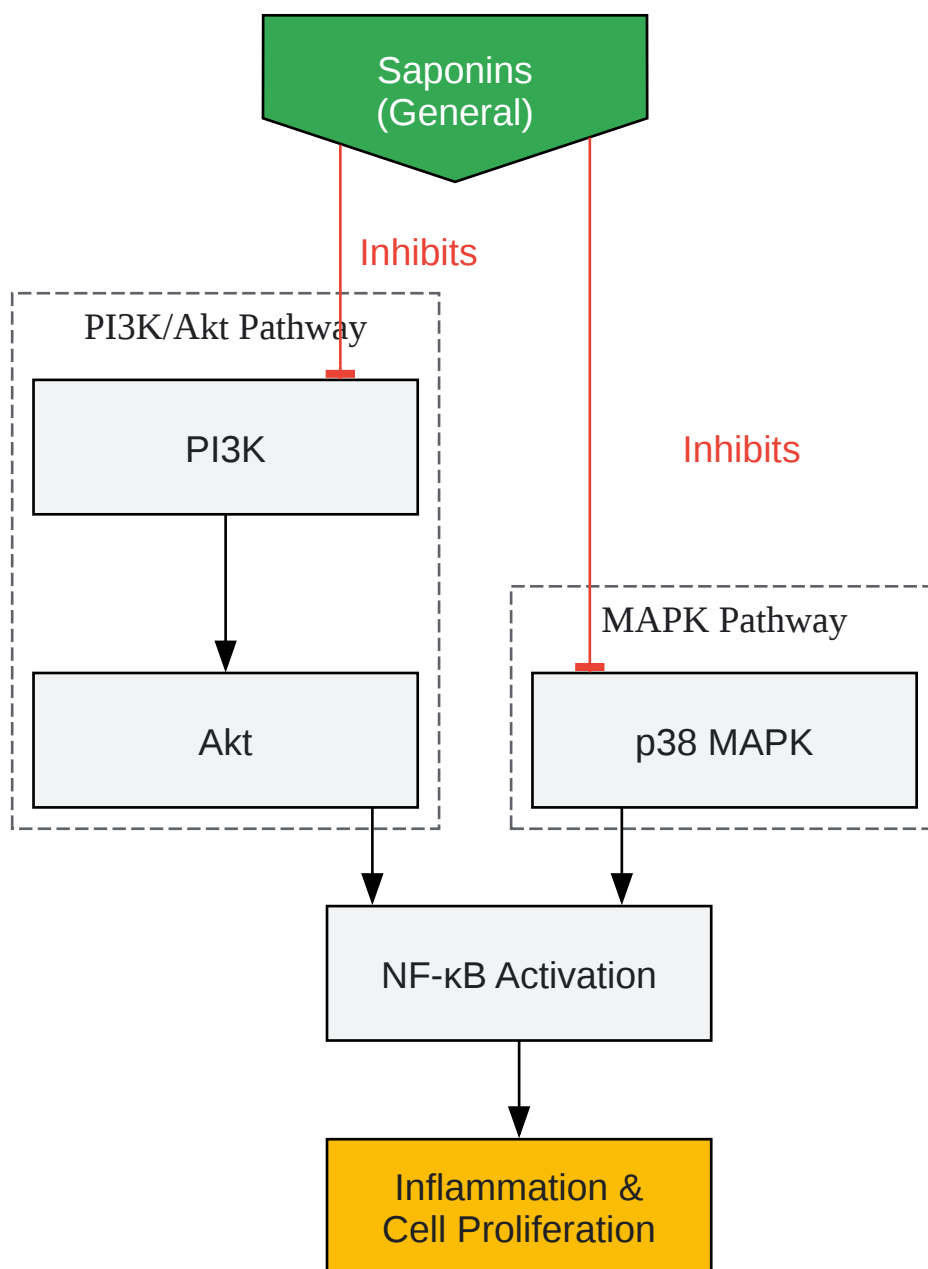 Saponins
(General)
Inhibits
PI3K/Akt Pathway
PI3K
Inhibits
MAPK Pathway
Akt
p38 MAPK
NF-κB Activation
Inflammation &
Cell Proliferation